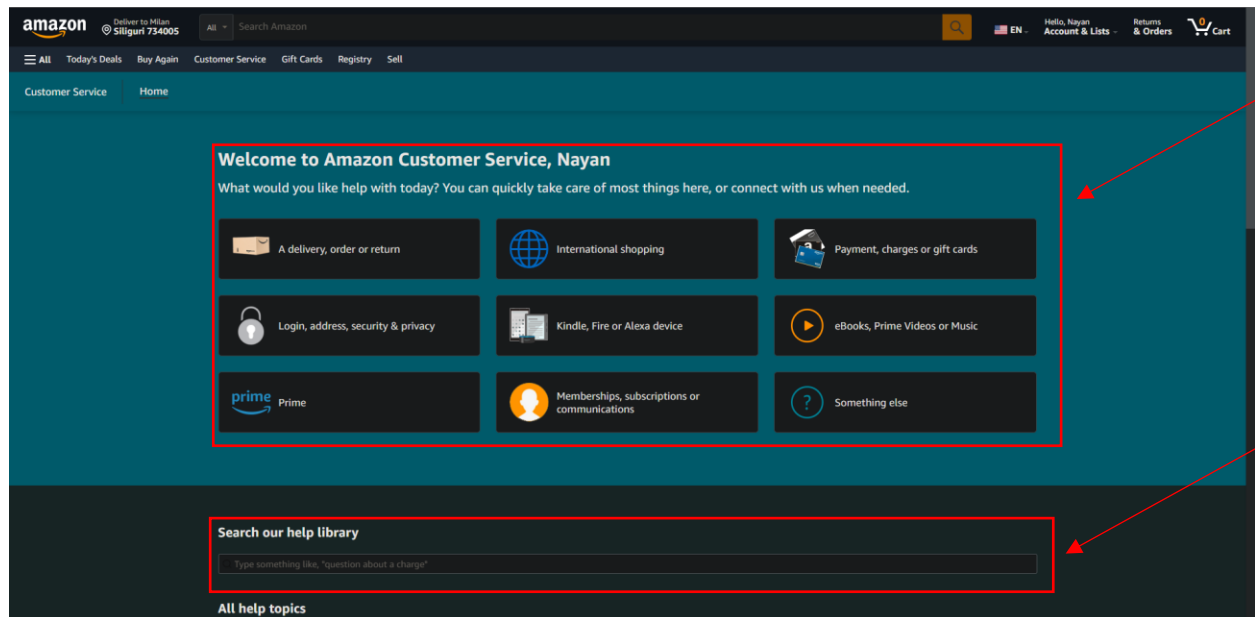 amazon
Deliver to Milan
Siliguri 734005
All
Search Amazon
EN
Hello, Nayan
Account & Lists
Returns
& Orders
0
Cart
All Today's Deals Buy Again Customer Service Gift Cards Registry Sell
Customer Service Home
Welcome to Amazon Customer Service, Nayan
What would you like help with today? You can quickly take care of most things here, or connect with us when needed.
A delivery, order or return
International shopping
Payment, charges or gift cards
Login, address, security & privacy
Kindle, Fire or Alexa device
eBooks, Prime Videos or Music
prime
Prime
Memberships, subscriptions or
communications
? Something else
Search our help library
Type something like, "question about a charge"
All help topics